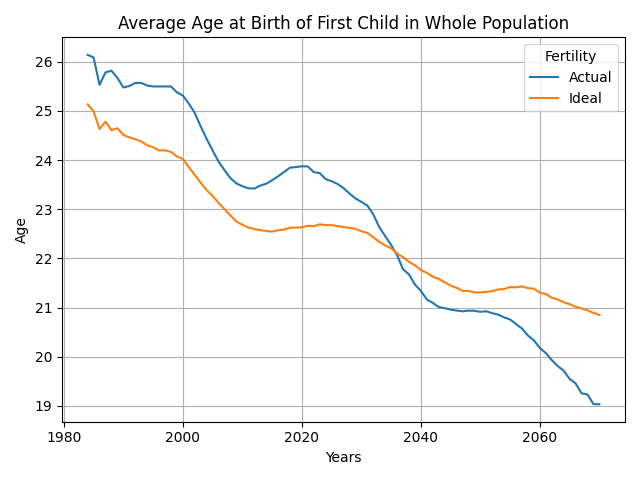 Average Age at Birth of First Child in Whole Population
Fertility
Actual
Ideal
Age
26
25
24
23
22
21
20
19
1980
2000
2020
2040
2060
Years